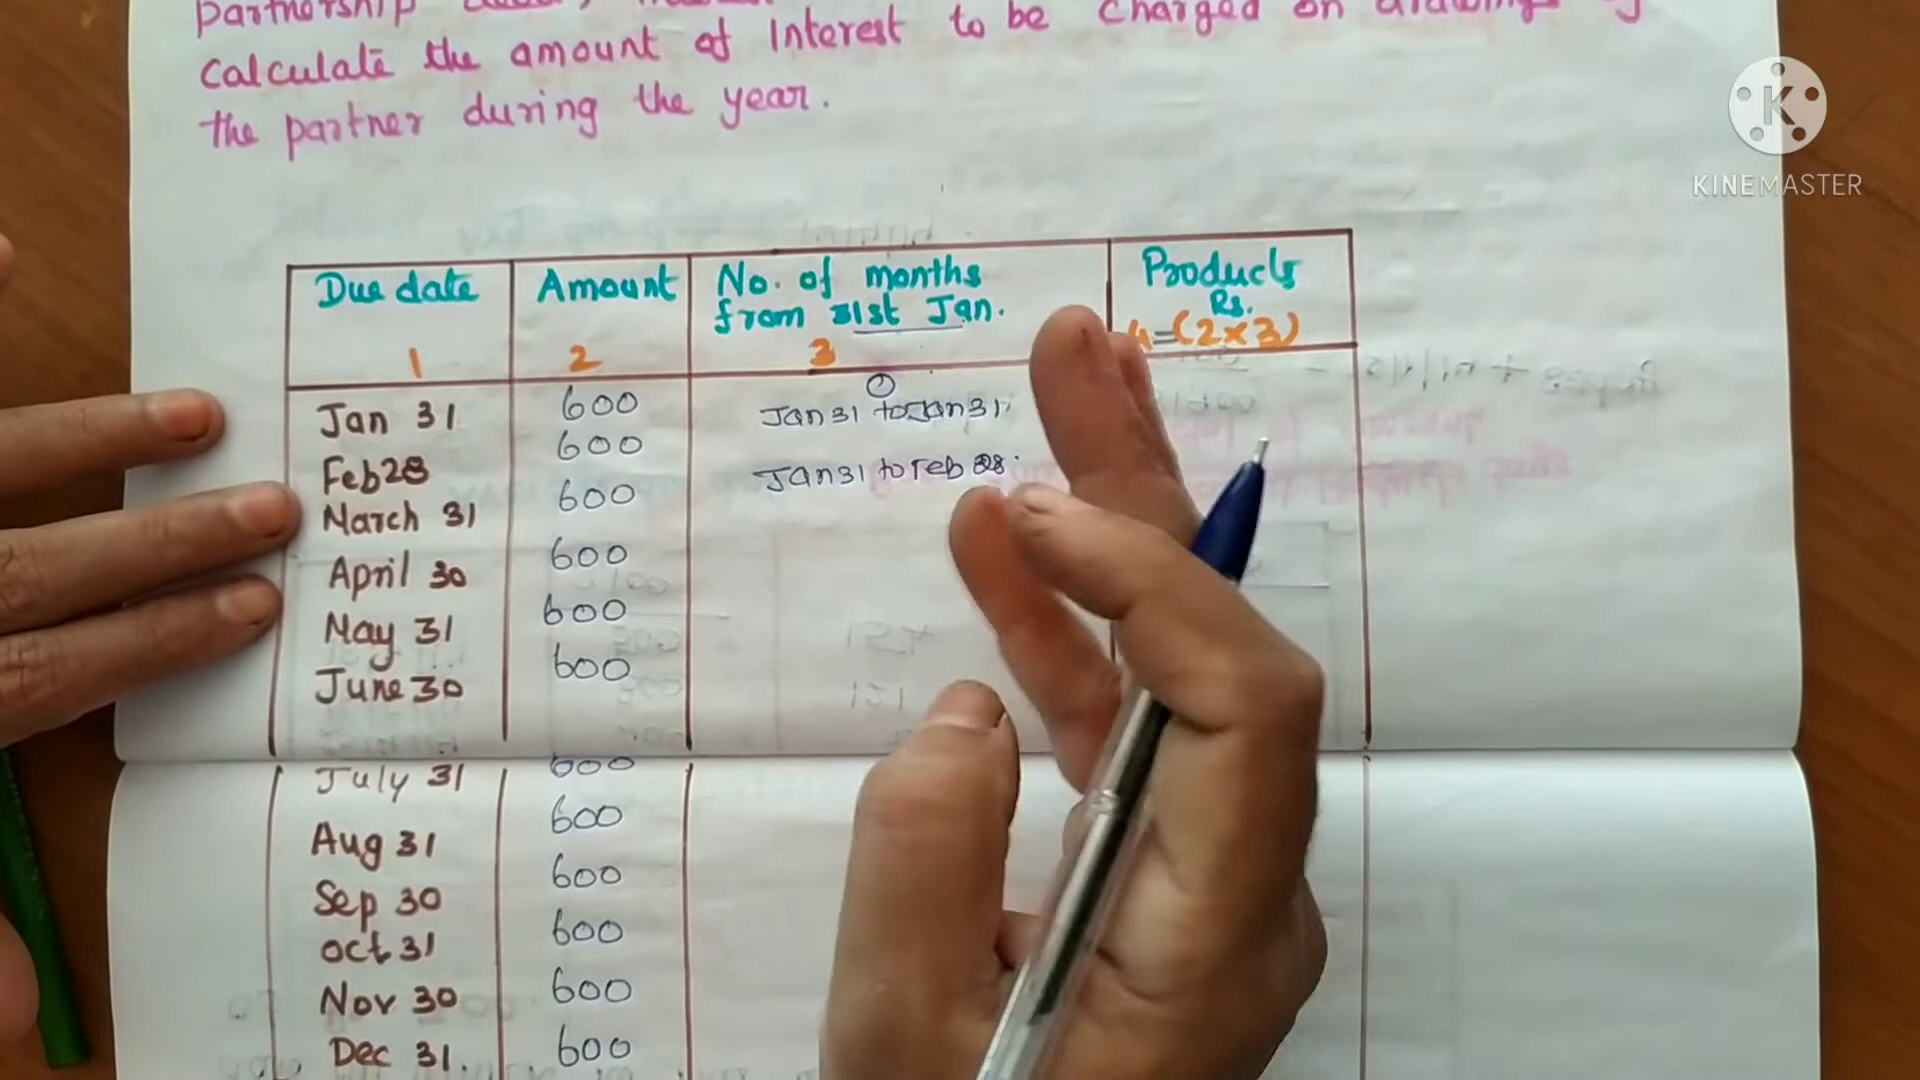 partnership
calculate the amount of Interest to be charged on drawings of
the partner during the year.
KINEMASTER
Due date Amount No. of months from 31st Jan. Products Rs.
1 2 3 4=(2×3)
Jan 31 600 Jan 31 to Jan 31
Feb 28 600 Jan 31 to Feb 28.
March 31 600
April 30 600
May 31 600
June 30 600
July 31 600
Aug 31 600
Sep 30 600
Oct 31 600
Nov 30 600
Dec 31. 600